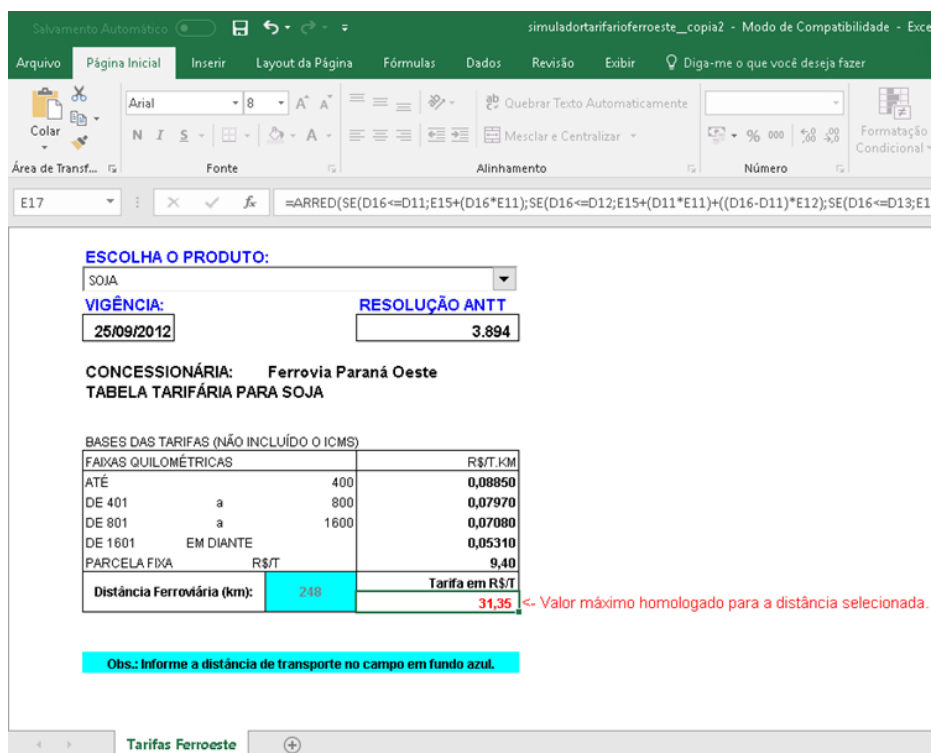 Salvamento Automático simuladortarifarioferroeste__copia2 - Modo de Compatibilidade - Exce
Arquivo Página Inicial Inserir Layout da Página Fórmulas Dados Revisão Exibir Diga-me o que você deseja fazer
Arial 8 A A Quebrar Texto Automaticamente
Colar N I S A Mesclar e Centralizar % 000 Formatação
Condicional
Área de Transf... Fonte Alinhamento Número
E17 fx =ARRED(SE(D16<=D11;E15+(D16*E11);SE(D16<=D12;E15+(D11*E11)+((D16-D11)*E12);SE(D16<=D13;E1
ESCOLHA O PRODUTO:
SOJA
VIGÊNCIA: RESOLUÇÃO ANTT
25/09/2012 3.894
CONCESSIONÁRIA: Ferrovia Paraná Oeste
TABELA TARIFÁRIA PARA SOJA
BASES DAS TARIFAS (NÃO INCLUÍDO O ICMS)
FAIXAS QUILOMÉTRICAS R$/T.KM
ATÉ 400 0,08850
DE 401 a 800 0,07970
DE 801 a 1600 0,07080
DE 1601 EM DIANTE 0,05310
PARCELA FIXA R$/T 9,40
Distância Ferroviária (km): 248 Tarifa em R$/T
31,35 <- Valor máximo homologado para a distância selecionada.
Obs.: Informe a distância de transporte no campo em fundo azul.
Tarifas Ferroeste